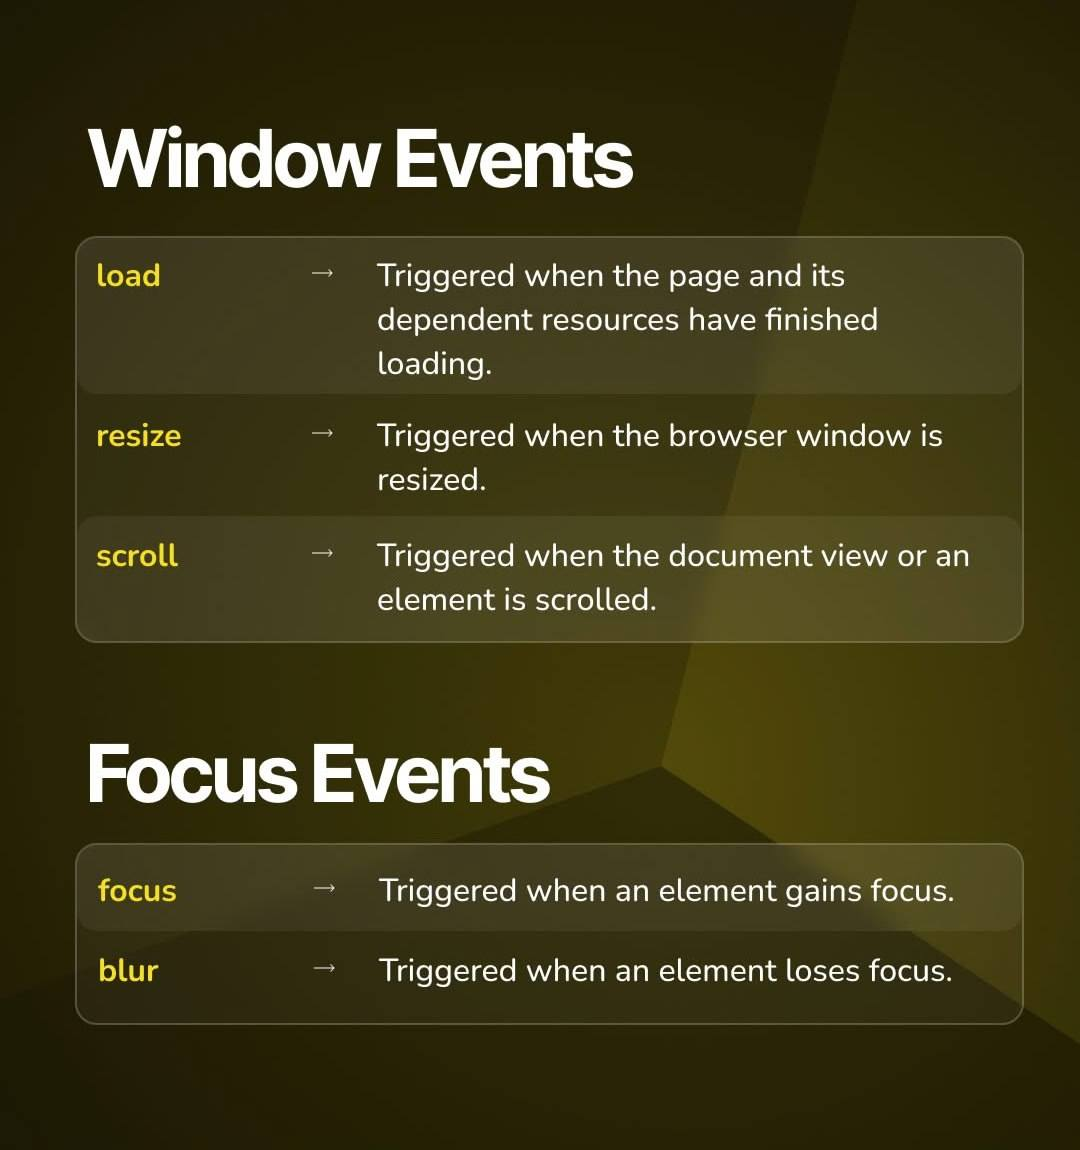 Window Events
load → Triggered when the page and its
dependent resources have finished
loading.
resize → Triggered when the browser window is
resized.
scroll → Triggered when the document view or an
element is scrolled.
Focus Events
focus → Triggered when an element gains focus.
blur → Triggered when an element loses focus.